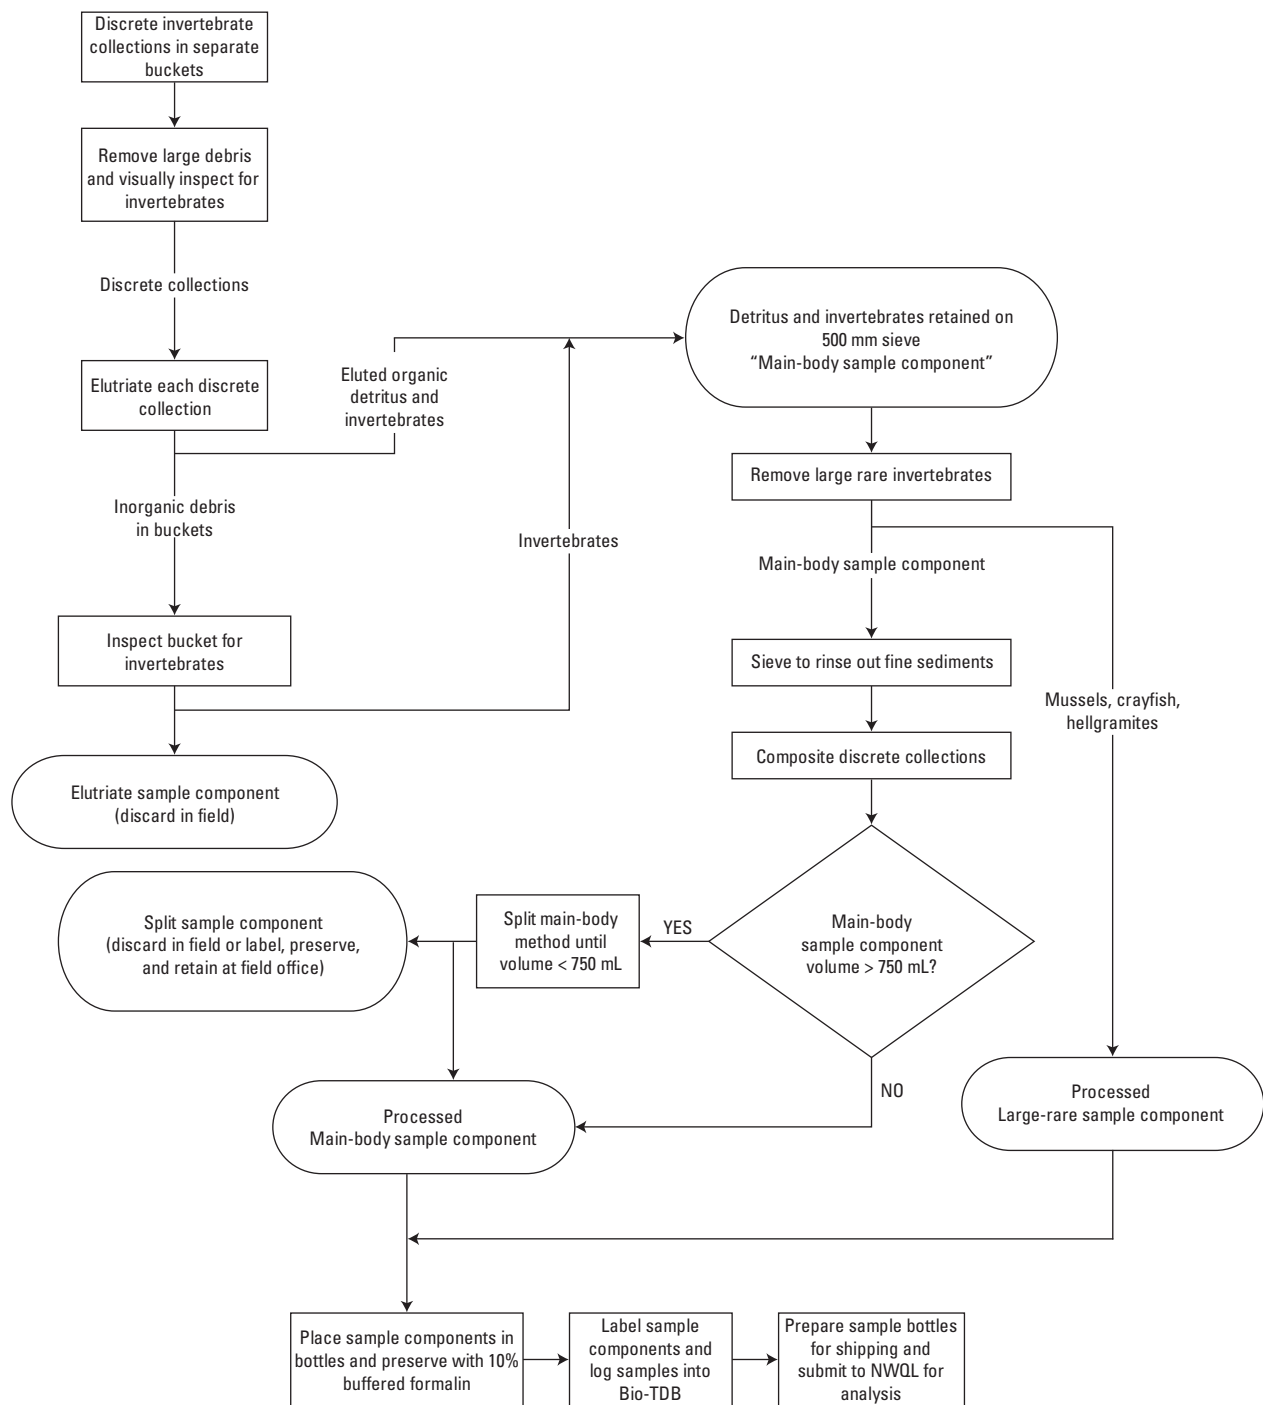 Discrete invertebrate
collections in separate
buckets
Remove large debris
and visually inspect for
invertebrates
Discrete collections
Elutriate each discrete
collection
Eluted organic
detritus and
invertebrates
Inorganic debris
in buckets
Invertebrates
Inspect bucket for
invertebrates
Elutriate sample component
(discard in field)
Detritus and invertebrates retained on
500 mm sieve
“Main-body sample component”
Remove large rare invertebrates
Main-body sample component
Sieve to rinse out fine sediments
Mussels, crayfish,
hellgramites
Composite discrete collections
Main-body
sample component
volume > 750 mL?
YES
Split main-body
method until
volume < 750 mL
Split sample component
(discard in field or label, preserve,
and retain at field office)
NO
Processed
Main-body sample component
Processed
Large-rare sample component
Place sample components in
bottles and preserve with 10%
buffered formalin
Label sample
components and
log samples into
Bio-TDB
Prepare sample bottles
for shipping and
submit to NWQL for
analysis